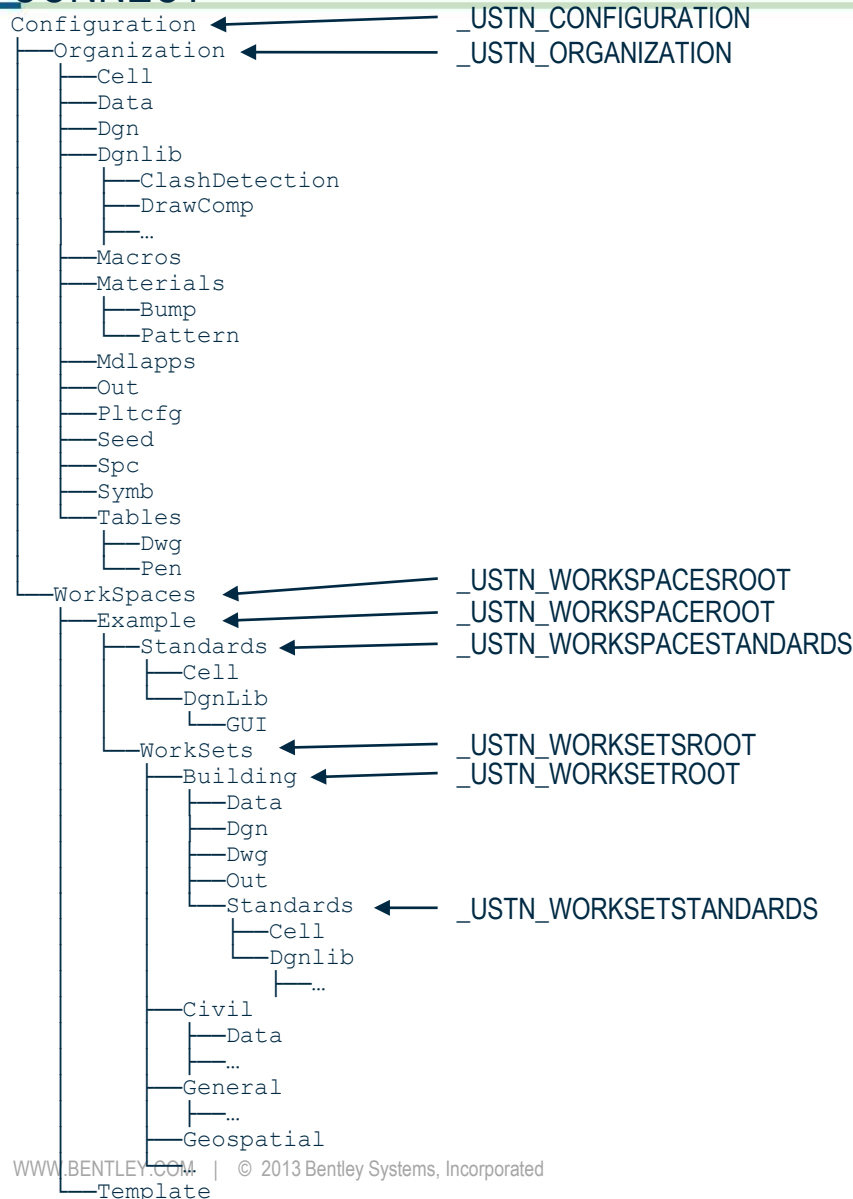 CONNECT
Configuration _USTN_CONFIGURATION
Organization _USTN_ORGANIZATION
Cell
Data
Dgn
Dgnlib
ClashDetection
DrawComp
…
Macros
Materials
Bump
Pattern
Mdlapps
Out
Pltcfg
Seed
Spc
Symb
Tables
Dwg
Pen
WorkSpaces _USTN_WORKSPACESROOT
Example _USTN_WORKSPACEROOT
Standards _USTN_WORKSPACESTANDARDS
Cell
DgnLib
GUI
WorkSets _USTN_WORKSETSROOT
Building _USTN_WORKSETROOT
Data
Dgn
Dwg
Out
Standards _USTN_WORKSETSTANDARDS
Cell
Dgnlib
…
Civil
Data
…
General
…
Geospatial
…
WWW.BENTLEY.COM | © 2013 Bentley Systems, Incorporated
Template